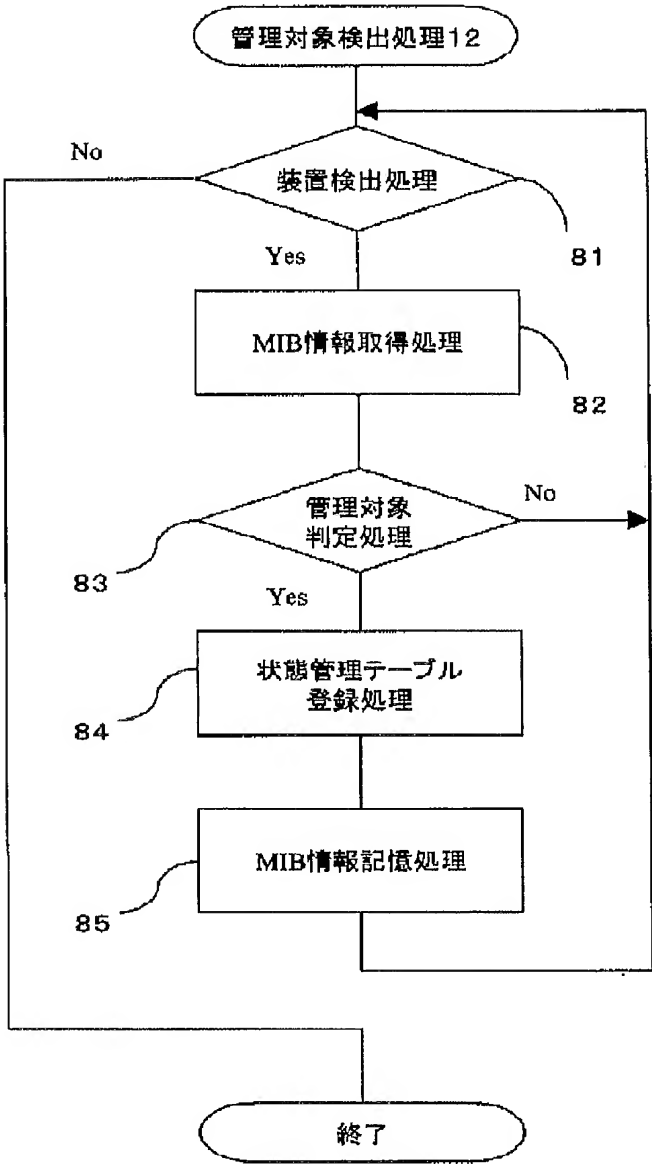 管理対象検出処理12
No
装置検出処理
81
Yes
MIB情報取得処理
82
管理対象
判定処理
No
83
Yes
状態管理テーブル
登録処理
84
MIB情報記憶処理
85
終了